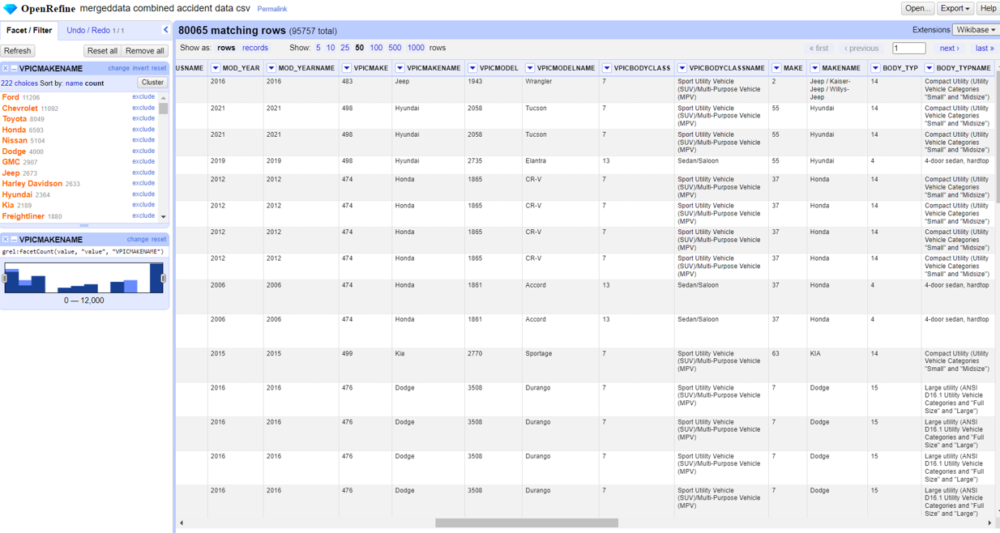 OpenRefine mergeddata combined accident data csv Permalink Open... Export Help
Facet / Filter Undo / Redo 1 / 1
80065 matching rows (95757 total) Extensions Wikibase
Refresh Reset all Remove all
Show as: rows records Show: 5 10 25 50 100 500 1000 rows « first ‹ previous 1 next › last »
VPICMAKENAME change invert reset
222 choices Sort by: name count Cluster
Ford 11206 exclude
Chevrolet 11092 exclude
Toyota 8049 exclude
Honda 6593 exclude
Nissan 5104 exclude
Dodge 4000 exclude
GMC 2907 exclude
Jeep 2673 exclude
Harley Davidson 2633 exclude
Hyundai 2364 exclude
Kia 2189 exclude
Freightliner 1880 exclude
VPICMAKENAME change reset
grel:facetCount(value, "value", "VPICMAKENAME")
0 — 12,000
USNAME MOD_YEAR MOD_YEARNAME VPICMAKE VPICMAKENAME VPICMODEL VPICMODELNAME VPICBODYCLASS VPICBODYCLASSNAME MAKE MAKENAME BODY_TYP BODY_TYPNAME
2016 2016 483 Jeep 1943 Wrangler 7 Sport Utility Vehicle 2 Jeep / Kaiser- 14 Compact Utility (Utility
(SUV)/Multi-Purpose Vehicle Jeep / Willys- Vehicle Categories
(MPV) Jeep "Small" and "Midsize")
2021 2021 498 Hyundai 2058 Tucson 7 Sport Utility Vehicle 55 Hyundai 14 Compact Utility (Utility
(SUV)/Multi-Purpose Vehicle Vehicle Categories
(MPV) "Small" and "Midsize")
2021 2021 498 Hyundai 2058 Tucson 7 Sport Utility Vehicle 55 Hyundai 14 Compact Utility (Utility
(SUV)/Multi-Purpose Vehicle Vehicle Categories
(MPV) "Small" and "Midsize")
2019 2019 498 Hyundai 2735 Elantra 13 Sedan/Saloon 55 Hyundai 4 4-door sedan, hardtop
2012 2012 474 Honda 1865 CR-V 7 Sport Utility Vehicle 37 Honda 14 Compact Utility (Utility
(SUV)/Multi-Purpose Vehicle Vehicle Categories
(MPV) "Small" and "Midsize")
2012 2012 474 Honda 1865 CR-V 7 Sport Utility Vehicle 37 Honda 14 Compact Utility (Utility
(SUV)/Multi-Purpose Vehicle Vehicle Categories
(MPV) "Small" and "Midsize")
2012 2012 474 Honda 1865 CR-V 7 Sport Utility Vehicle 37 Honda 14 Compact Utility (Utility
(SUV)/Multi-Purpose Vehicle Vehicle Categories
(MPV) "Small" and "Midsize")
2012 2012 474 Honda 1865 CR-V 7 Sport Utility Vehicle 37 Honda 14 Compact Utility (Utility
(SUV)/Multi-Purpose Vehicle Vehicle Categories
(MPV) "Small" and "Midsize")
2006 2006 474 Honda 1861 Accord 13 Sedan/Saloon 37 Honda 4 4-door sedan, hardtop
2006 2006 474 Honda 1861 Accord 13 Sedan/Saloon 37 Honda 4 4-door sedan, hardtop
2015 2015 499 Kia 2770 Sportage 7 Sport Utility Vehicle 63 KIA 14 Compact Utility (Utility
(SUV)/Multi-Purpose Vehicle Vehicle Categories
(MPV) "Small" and "Midsize")
2016 2016 476 Dodge 3508 Durango 7 Sport Utility Vehicle 7 Dodge 15 Large utility (ANSI
(SUV)/Multi-Purpose Vehicle D16.1 Utility Vehicle
(MPV) Categories and "Full
Size" and "Large")
2016 2016 476 Dodge 3508 Durango 7 Sport Utility Vehicle 7 Dodge 15 Large utility (ANSI
(SUV)/Multi-Purpose Vehicle D16.1 Utility Vehicle
(MPV) Categories and "Full
Size" and "Large")
2016 2016 476 Dodge 3508 Durango 7 Sport Utility Vehicle 7 Dodge 15 Large utility (ANSI
(SUV)/Multi-Purpose Vehicle D16.1 Utility Vehicle
(MPV) Categories and "Full
Size" and "Large")
2016 2016 476 Dodge 3508 Durango 7 Sport Utility Vehicle 7 Dodge 15 Large utility (ANSI
(SUV)/Multi-Purpose Vehicle D16.1 Utility Vehicle
(MPV) Categories and "Full
Size" and "Large")